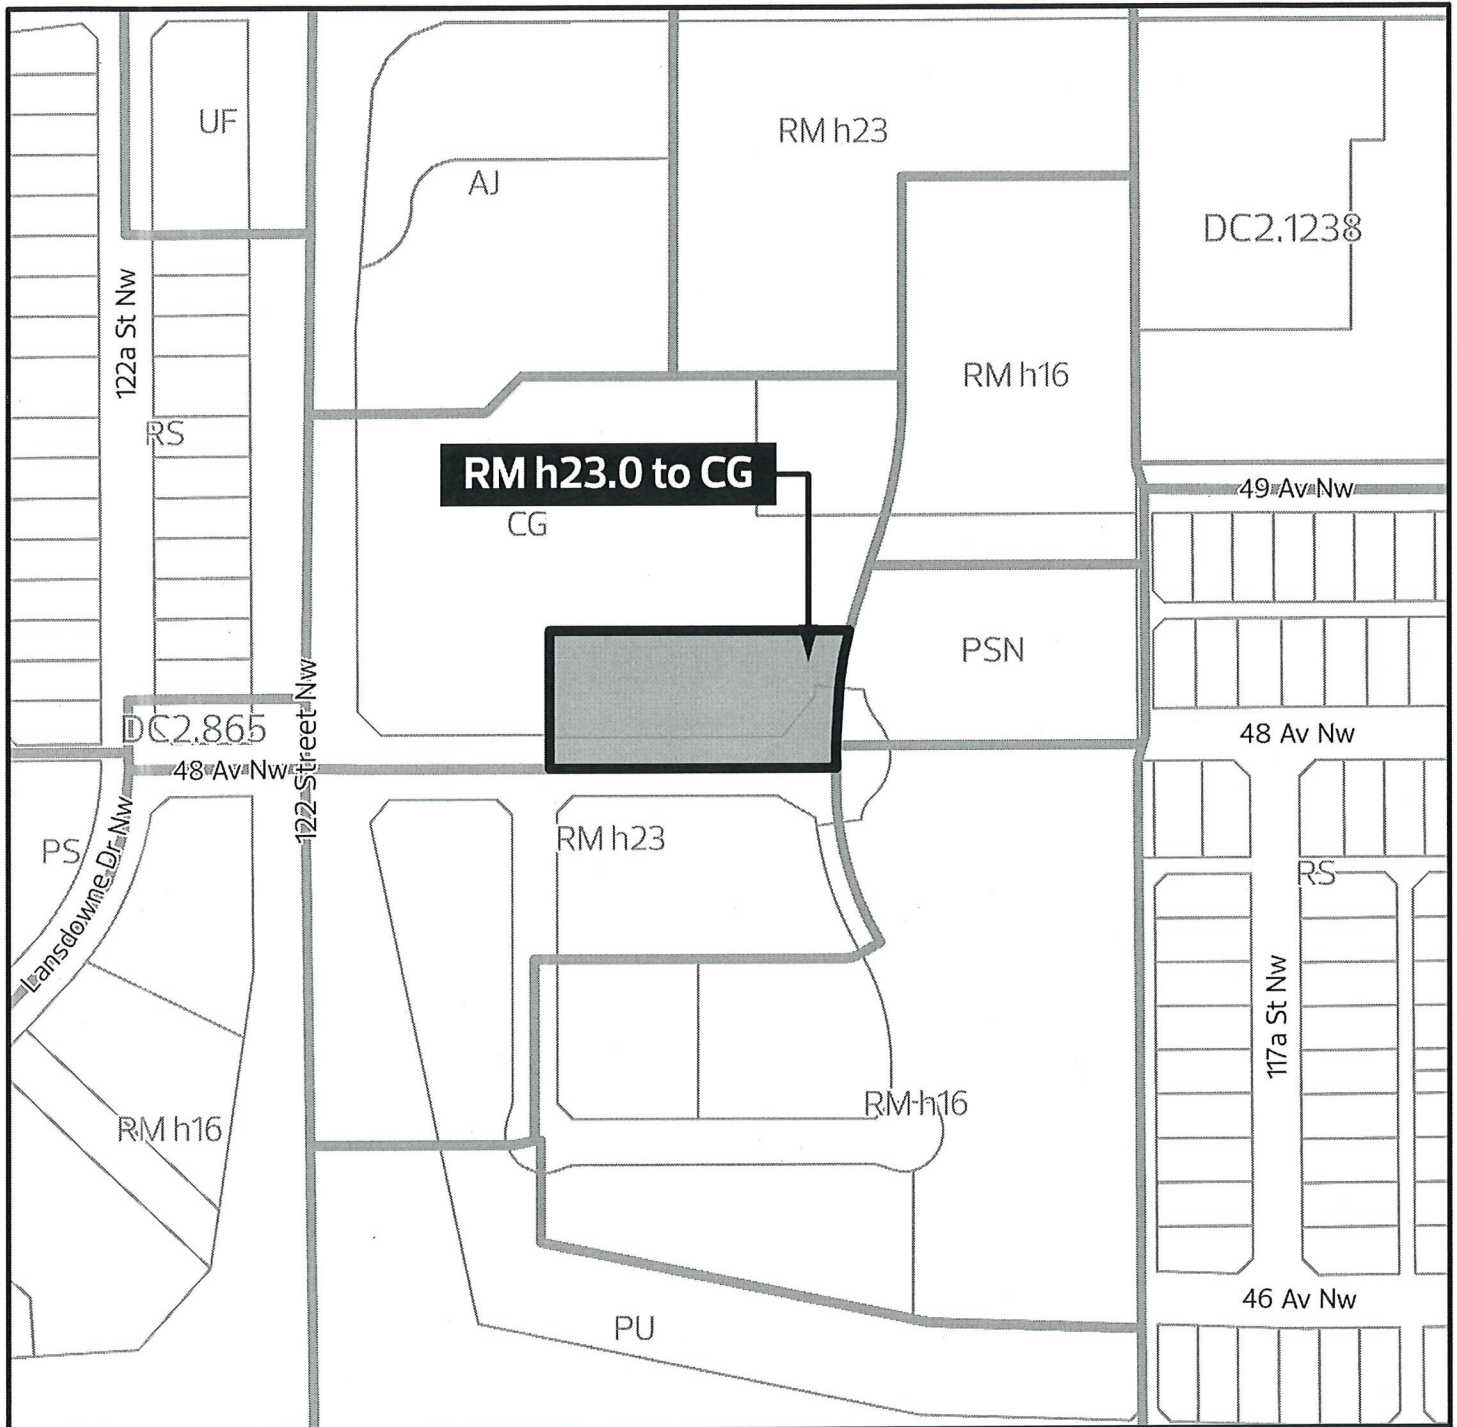 UF
RM h23
AJ
DC2.1238
122a St Nw
RM h16
RS
RM h23.0 to CG
49 Av Nw
CG
PSN
DC2.865
122 Street Nw
48 Av Nw
48 Av Nw
PS
Lansdowne Dr Nw
RM h23
RS
117a St Nw
RM h16
RM h16
46 Av Nw
PU